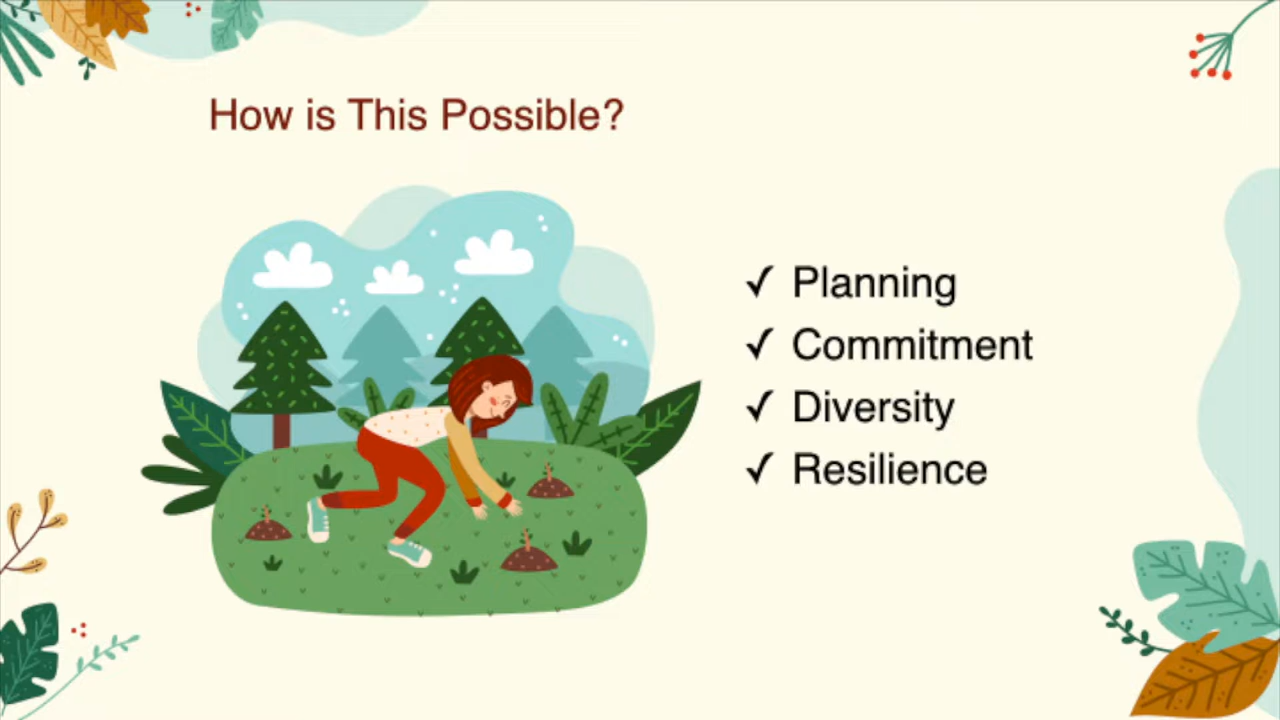 How is This Possible?
✓ Planning
✓ Commitment
✓ Diversity
✓ Resilience